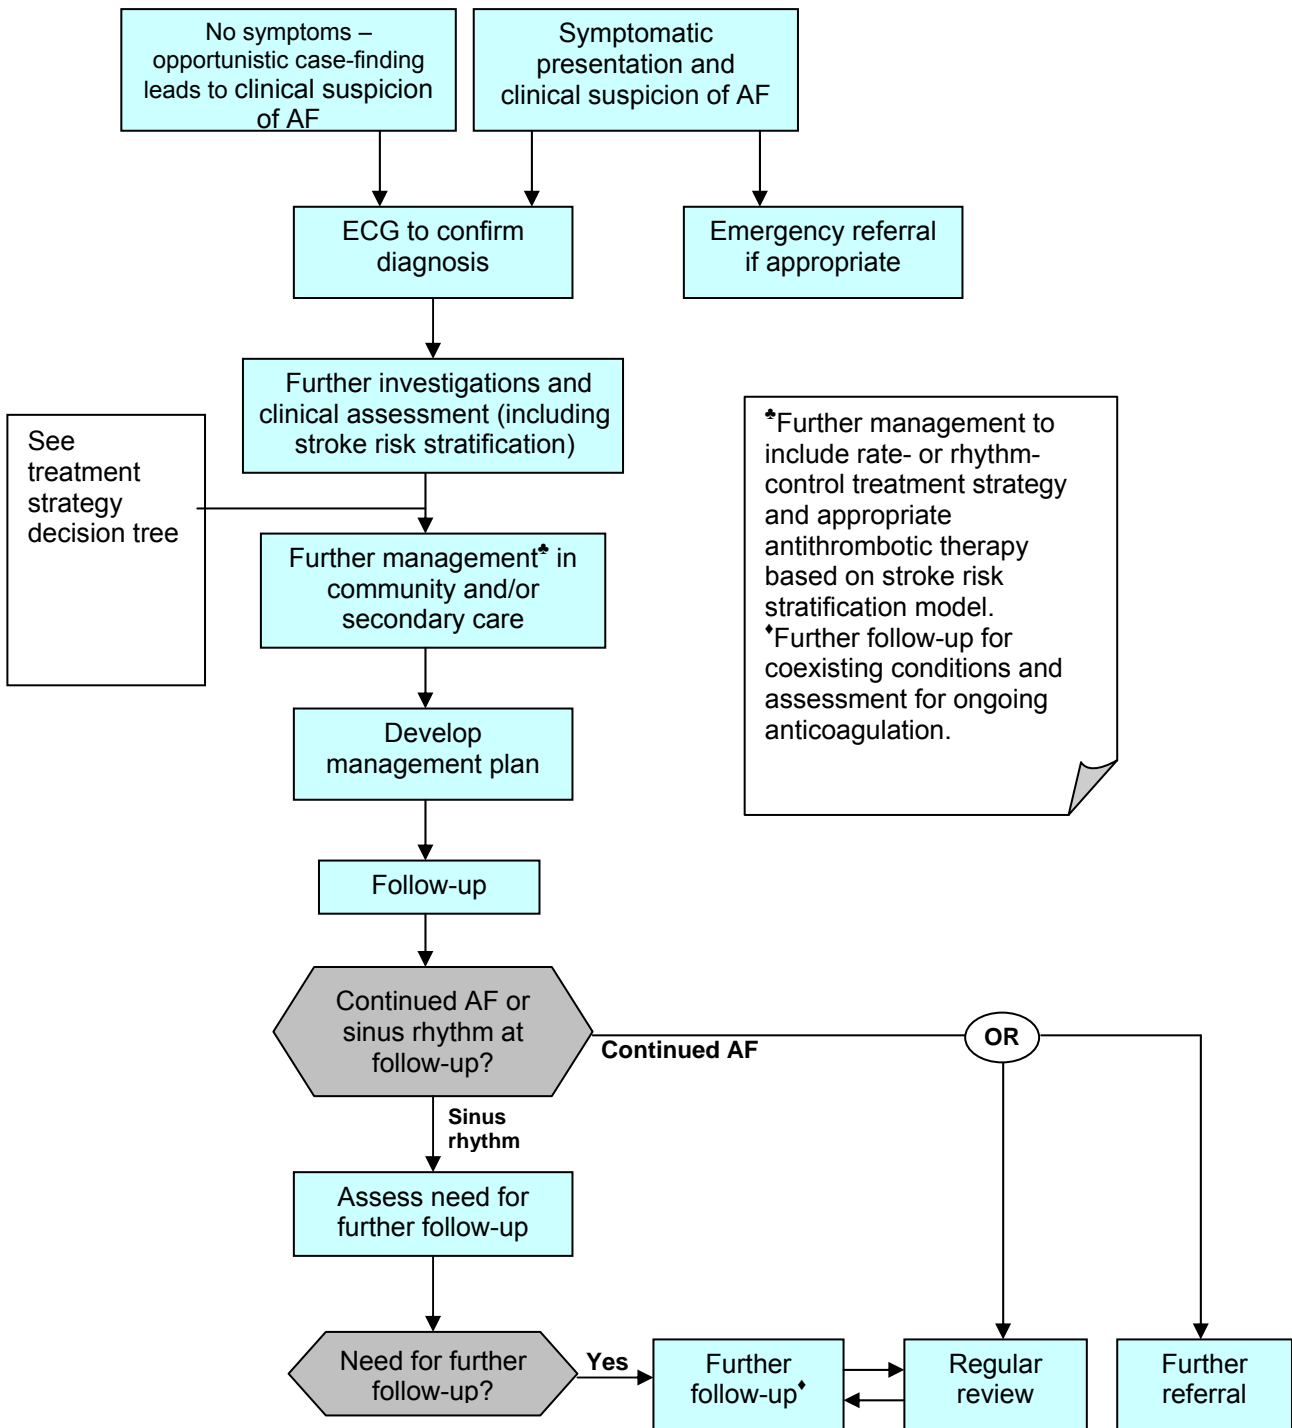 No symptoms –
opportunistic case-finding
leads to clinical suspicion
of AF
Symptomatic
presentation and
clinical suspicion of AF
ECG to confirm
diagnosis
Emergency referral
if appropriate
Further investigations and
clinical assessment (including
stroke risk stratification)
See
treatment
strategy
decision tree
Further management♣ in
community and/or
secondary care
♣Further management to
include rate- or rhythm-
control treatment strategy
and appropriate
antithrombotic therapy
based on stroke risk
stratification model.
♦Further follow-up for
coexisting conditions and
assessment for ongoing
anticoagulation.
Develop
management plan
Follow-up
Continued AF or
sinus rhythm at
follow-up?
Continued AF
OR
Sinus
rhythm
Assess need for
further follow-up
Need for further
follow-up?
Yes
Further
follow-up♦
Regular
review
Further
referral